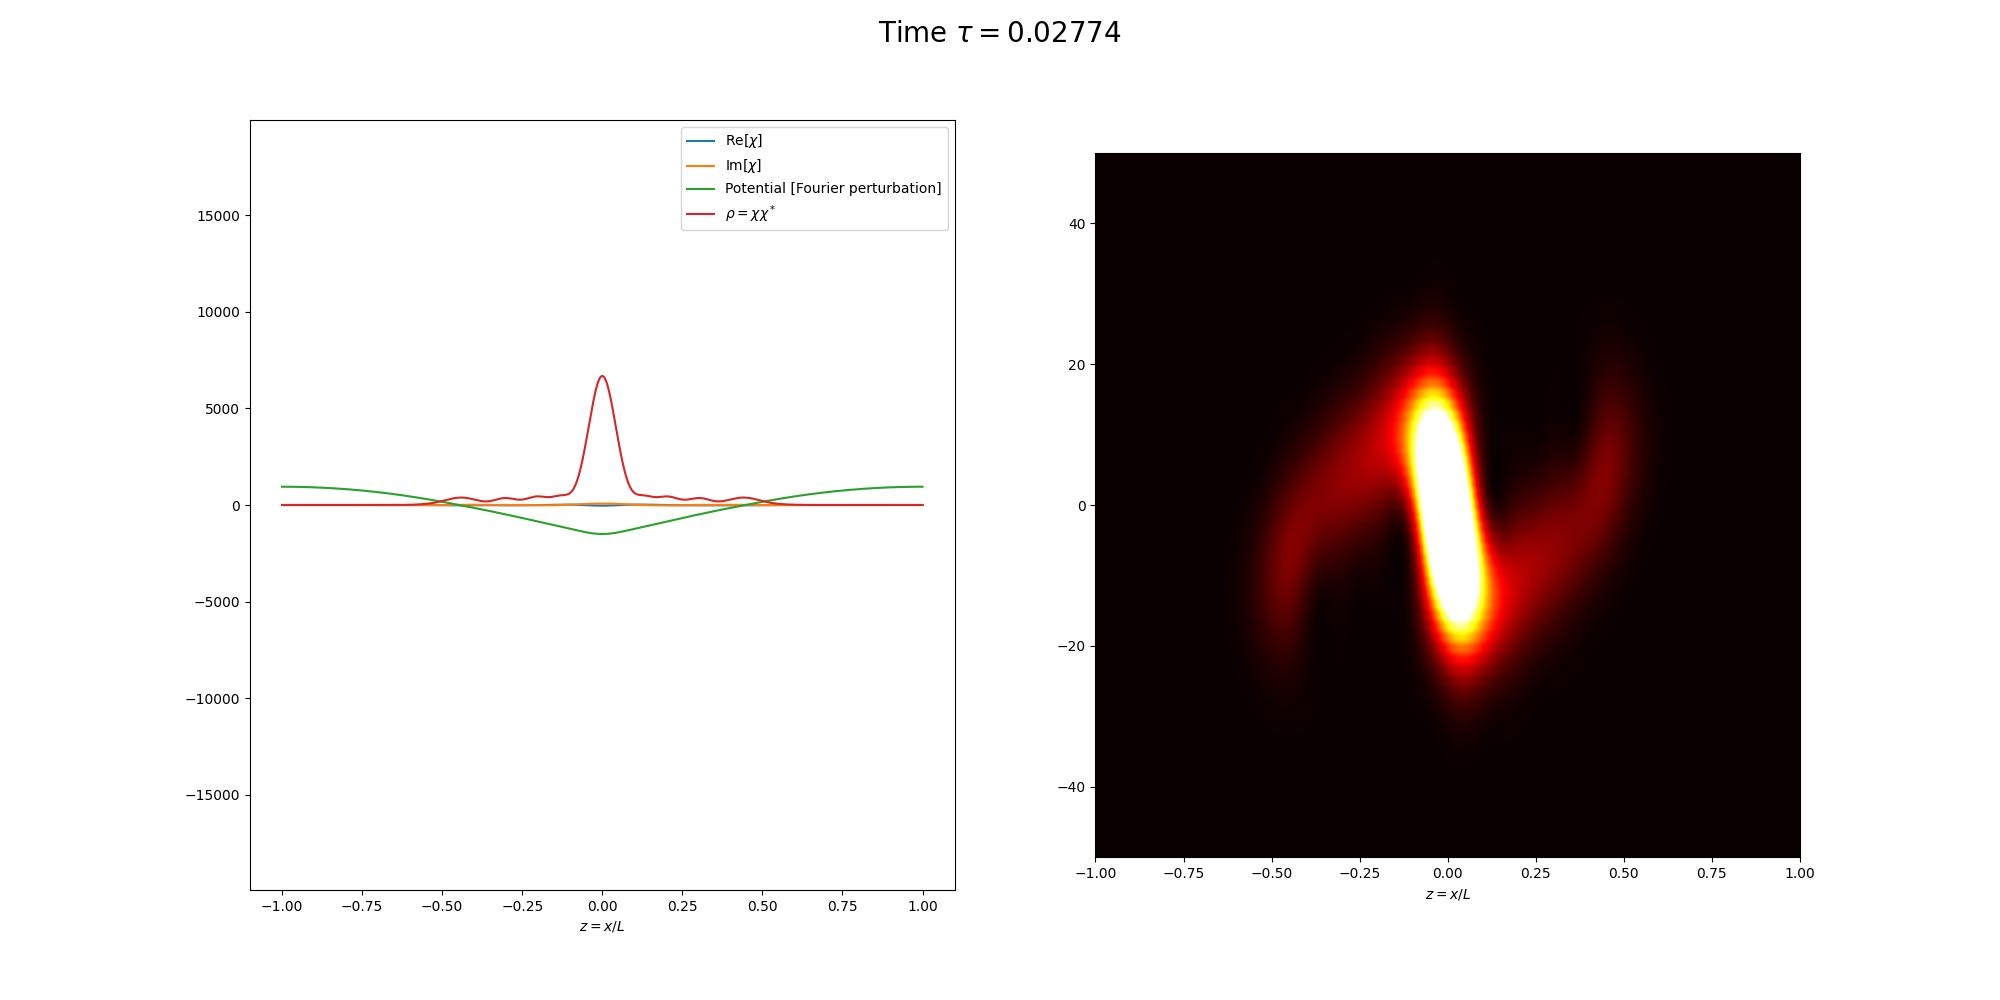 Time τ = 0.02774
Re[χ]
Im[χ]
Potential [Fourier perturbation]
ρ = χχ*
15000
10000
5000
0
−5000
−10000
−15000
−1.00 −0.75 −0.50 −0.25 0.00 0.25 0.50 0.75 1.00
z = x/L
40
20
0
−20
−40
−1.00 −0.75 −0.50 −0.25 0.00 0.25 0.50 0.75 1.00
z = x/L